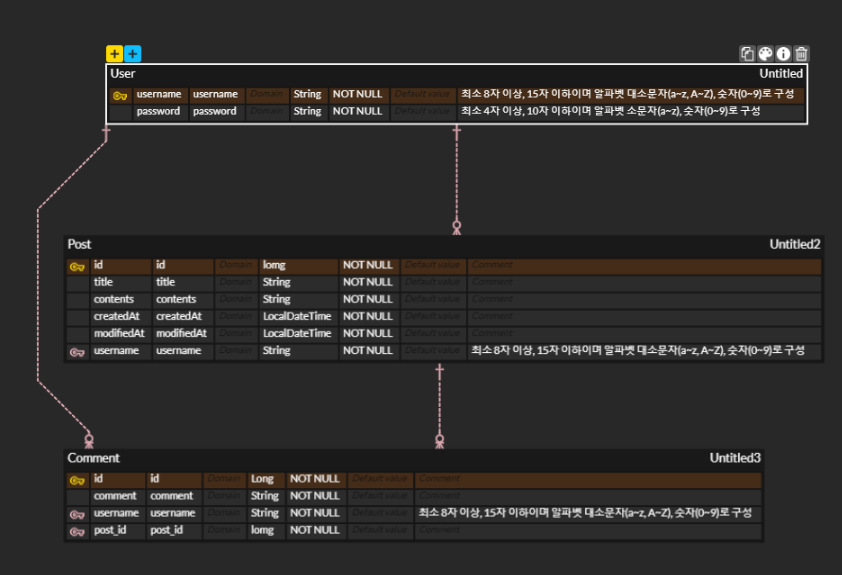 User Untitled
username username Domain String NOT NULL Default value 최소 8자 이상, 15자 이하이며 알파벳 대소문자(a~z, A~Z), 숫자(0~9)로 구성
password password Domain String NOT NULL Default value 최소 4자 이상, 10자 이하이며 알파벳 소문자(a~z), 숫자(0~9)로 구성
Post Untitled2
id id Domain lomg NOT NULL Default value Comment
title title Domain String NOT NULL Default value Comment
contents contents Domain String NOT NULL Default value Comment
createdAt createdAt Domain LocalDateTime NOT NULL Default value Comment
modifiedAt modifiedAt Domain LocalDateTime NOT NULL Default value Comment
username username Domain String NOT NULL Default value 최소 8자 이상, 15자 이하이며 알파벳 대소문자(a~z, A~Z), 숫자(0~9)로 구성
Comment Untitled3
id id Domain Long NOT NULL Default value Comment
comment comment Domain String NOT NULL Default value Comment
username username Domain String NOT NULL Default value 최소 8자 이상, 15자 이하이며 알파벳 대소문자(a~z, A~Z), 숫자(0~9)로 구성
post_id post_id Domain lomg NOT NULL Default value Comment